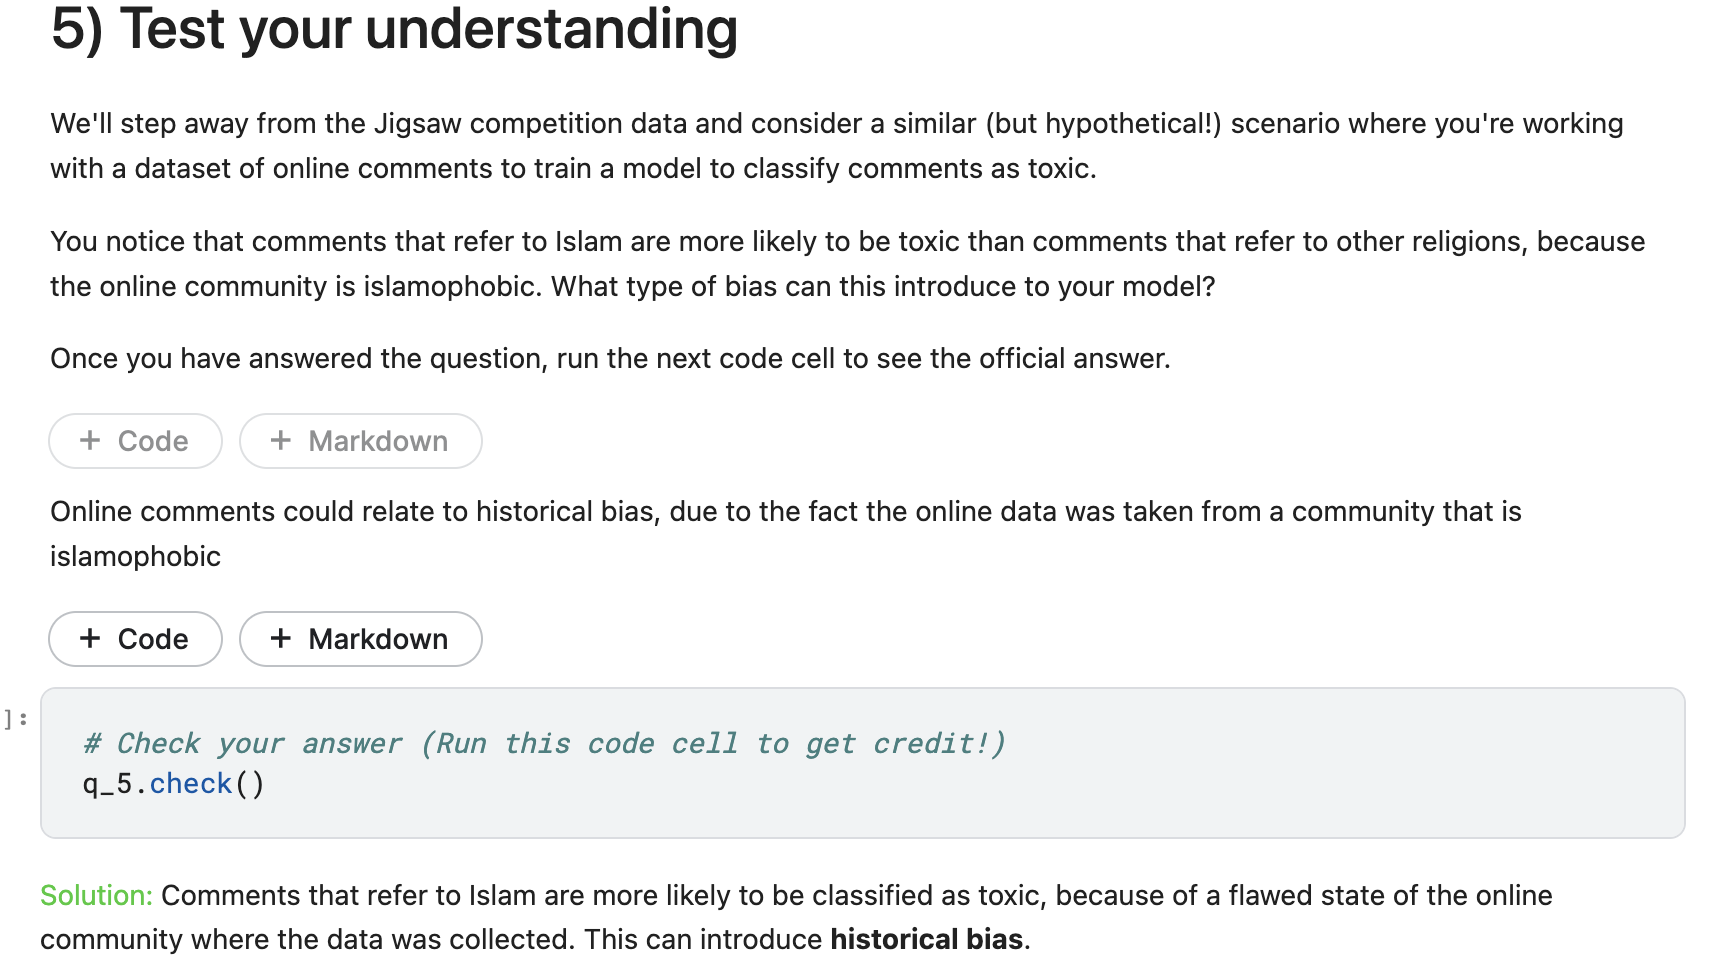 5) Test your understanding
We'll step away from the Jigsaw competition data and consider a similar (but hypothetical!) scenario where you're working
with a dataset of online comments to train a model to classify comments as toxic.
You notice that comments that refer to Islam are more likely to be toxic than comments that refer to other religions, because
the online community is islamophobic. What type of bias can this introduce to your model?
Once you have answered the question, run the next code cell to see the official answer.
+ Code + Markdown
Online comments could relate to historical bias, due to the fact the online data was taken from a community that is
islamophobic
+ Code + Markdown
]:
# Check your answer (Run this code cell to get credit!)
q_5.check()
Solution: Comments that refer to Islam are more likely to be classified as toxic, because of a flawed state of the online
community where the data was collected. This can introduce historical bias.